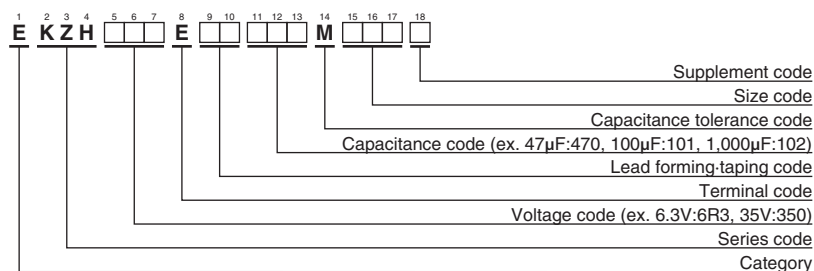 1 2 3 4 5 6 7 8 9 10 11 12 13 14 15 16 17 18
E K Z H □□□ E □□ □□□ M □□□ □
Supplement code
Size code
Capacitance tolerance code
Capacitance code (ex. 47µF:470, 100µF:101, 1,000µF:102)
Lead forming·taping code
Terminal code
Voltage code (ex. 6.3V:6R3, 35V:350)
Series code
Category